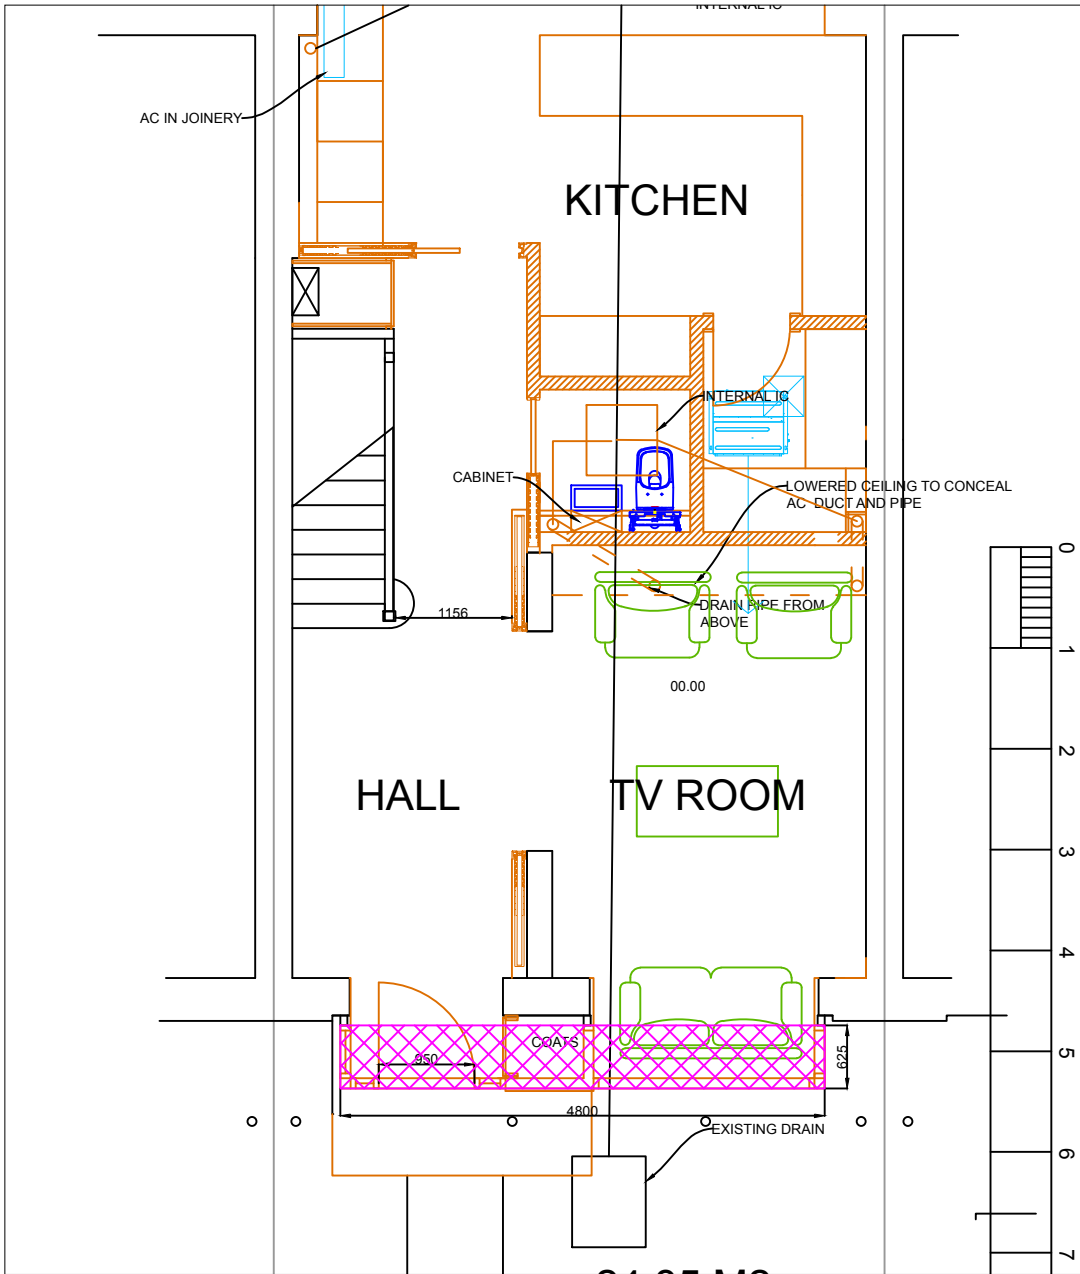 INTERNAL IC
AC IN JOINERY
KITCHEN
INTERNAL IC
CABINET
LOWERED CEILING TO CONCEAL
AC DUCT AND PIPE
DRAIN PIPE FROM
ABOVE
1156
00.00
HALL
TV ROOM
COATS
950
625
4800
EXISTING DRAIN
0
1
2
3
4
5
6
7